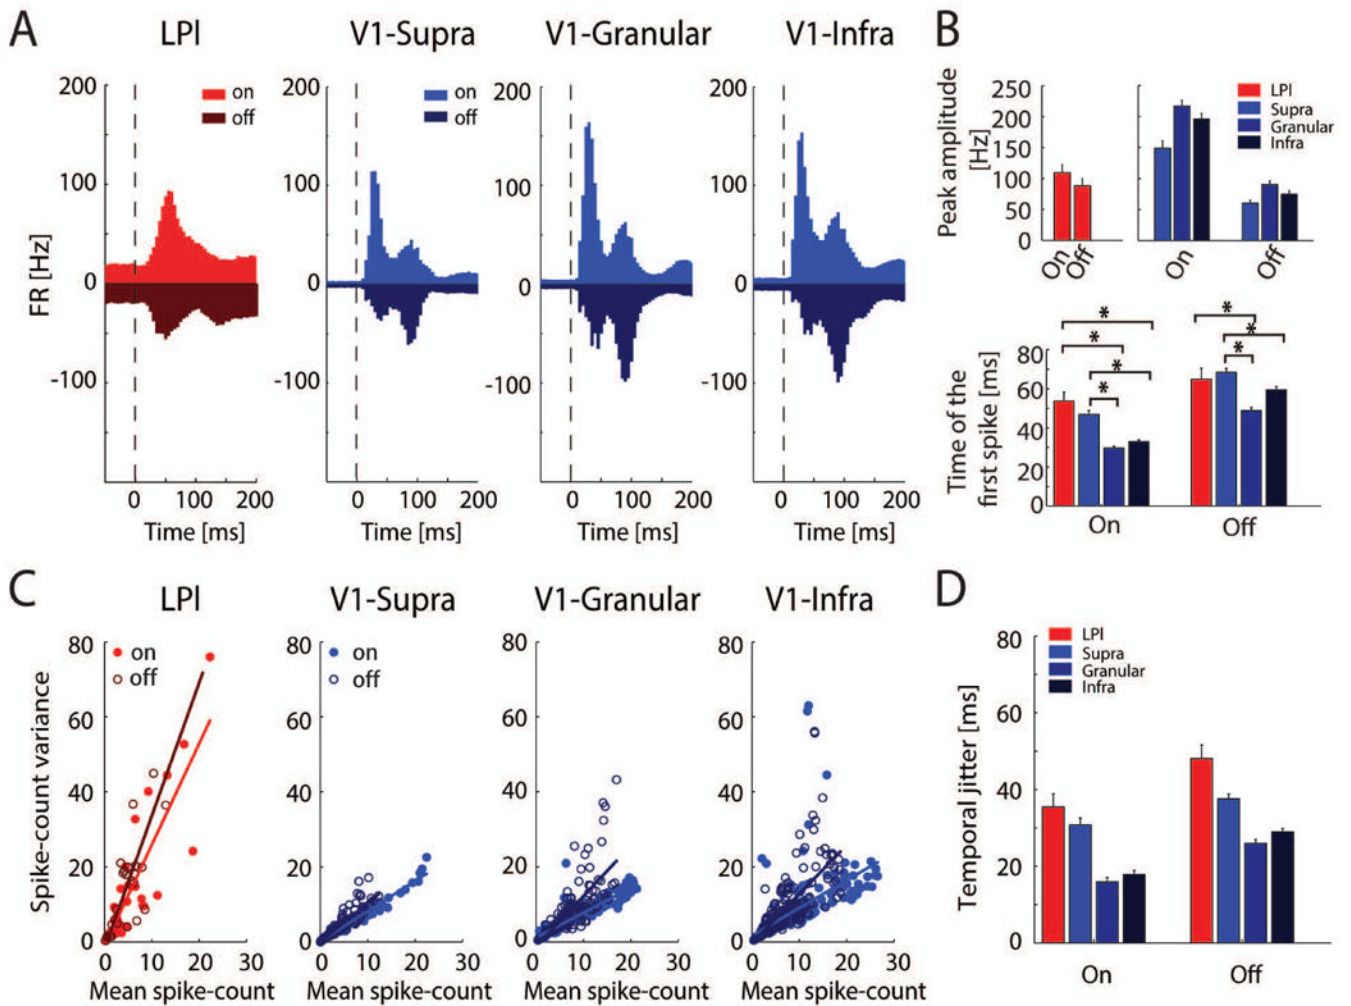 A
LPl
V1-Supra
V1-Granular
V1-Infra
FR [Hz]
200
100
0
-100
on
off
0 100 200
Time [ms]
200
100
0
-100
on
off
0 100 200
Time [ms]
200
100
0
-100
0 100 200
Time [ms]
200
100
0
-100
0 100 200
Time [ms]
B
Peak amplitude
[Hz]
250
200
150
100
50
0
On
Off
On
Off
LPl
Supra
Granular
Infra
Time of the
first spike [ms]
80
60
40
20
0
* * * *
* * *
On
Off
C
LPl
V1-Supra
V1-Granular
V1-Infra
Spike-count variance
80
60
40
20
0
on
off
0 10 20 30
Mean spike-count
80
60
40
20
0
on
off
0 10 20 30
Mean spike-count
80
60
40
20
0
0 10 20 30
Mean spike-count
80
60
40
20
0
0 10 20 30
Mean spike-count
D
Temporal jitter [ms]
80
60
40
20
0
LPl
Supra
Granular
Infra
On
Off